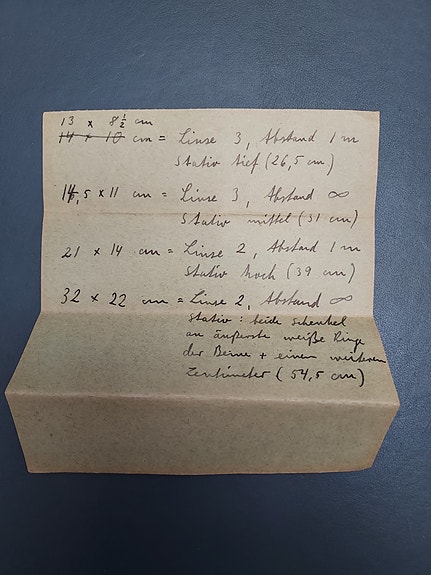 13 x 8½ cm
14 x 10 cm = Linse 3, Abstand 1 m
Stativ tief (26,5 cm)
16,5 x 11 cm = Linse 3, Abstand ∞
Stativ mittel (31 cm)
21 x 14 cm = Linse 2, Abstand 1 m
Stativ hoch (39 cm)
32 x 22 cm = Linse 2, Abstand ∞
Stativ: beide Schenkel
an äußerste weiße Ringe
der Beine + einen weiteren
Zentimeter (54,5 cm)